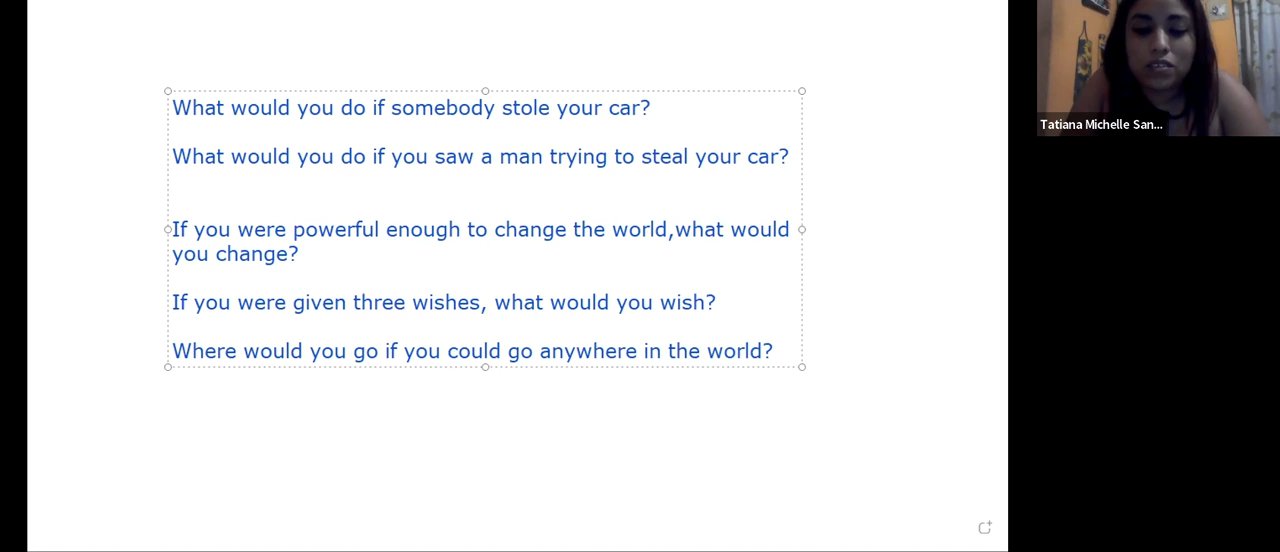 What would you do if somebody stole your car?
What would you do if you saw a man trying to steal your car?
If you were powerful enough to change the world,what would
you change?
If you were given three wishes, what would you wish?
Where would you go if you could go anywhere in the world?
Tatiana Michelle San...